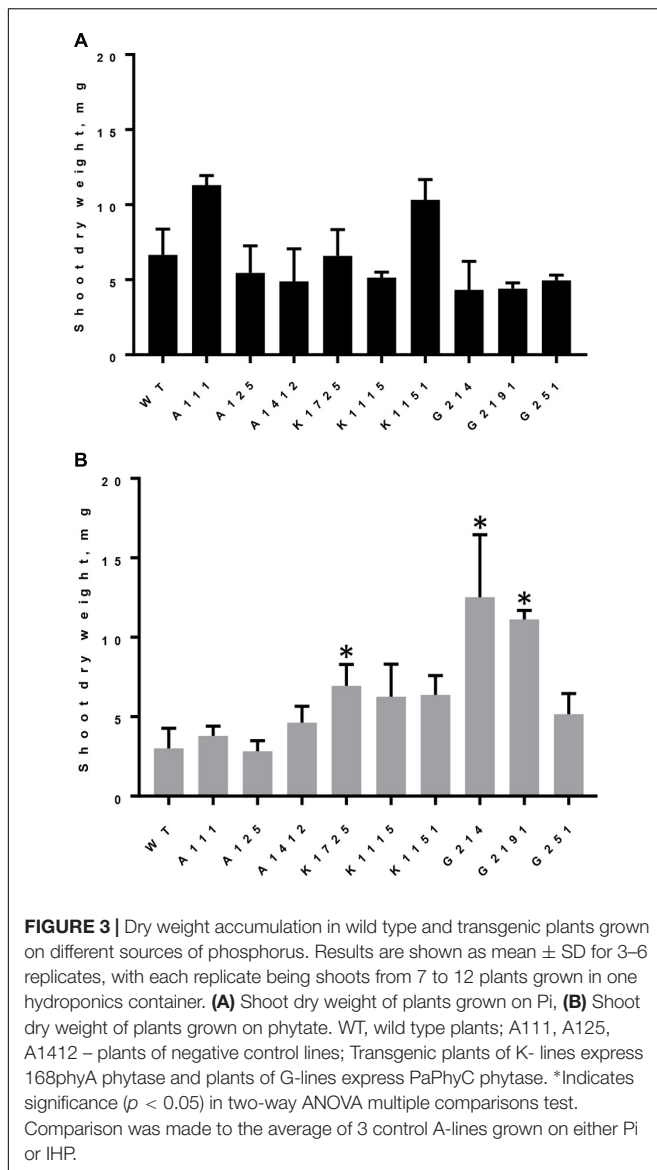 A
20
15
10
5
0
Shoot dry weight, mg
WT A111 A125 A1412 K1725 K1115 K1151 G214 G2191 G251
B
20
15
10
5
0
Shoot dry weight, mg
* * *
WT A111 A125 A1412 K1725 K1115 K1151 G214 G2191 G251
FIGURE 3 | Dry weight accumulation in wild type and transgenic plants grown
on different sources of phosphorus. Results are shown as mean ± SD for 3–6
replicates, with each replicate being shoots from 7 to 12 plants grown in one
hydroponics container. (A) Shoot dry weight of plants grown on Pi, (B) Shoot
dry weight of plants grown on phytate. WT, wild type plants; A111, A125,
A1412 – plants of negative control lines; Transgenic plants of K- lines express
168phyA phytase and plants of G-lines express PaPhyC phytase. *Indicates
significance (p < 0.05) in two-way ANOVA multiple comparisons test.
Comparison was made to the average of 3 control A-lines grown on either Pi
or IHP.